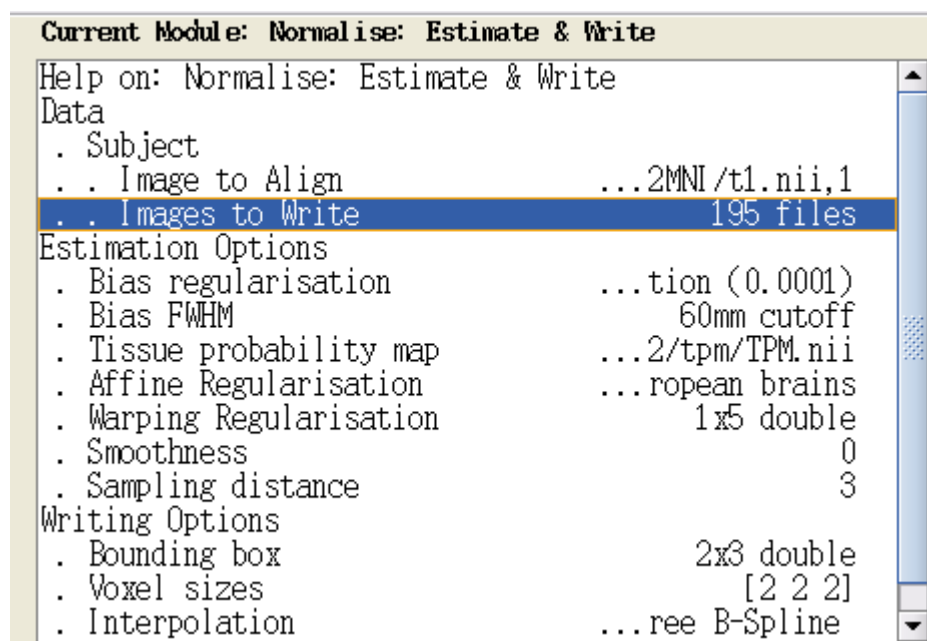 Current Module: Normalise: Estimate & Write
Help on: Normalise: Estimate & Write
Data
. Subject
. . Image to Align ...2MNI/t1.nii,1
. . Images to Write 195 files
Estimation Options
. Bias regularisation ...tion (0.0001)
. Bias FWHM 60mm cutoff
. Tissue probability map ...2/tpm/TPM.nii
. Affine Regularisation ...ropean brains
. Warping Regularisation 1x5 double
. Smoothness 0
. Sampling distance 3
Writing Options
. Bounding box 2x3 double
. Voxel sizes [2 2 2]
. Interpolation ...ree B-Spline